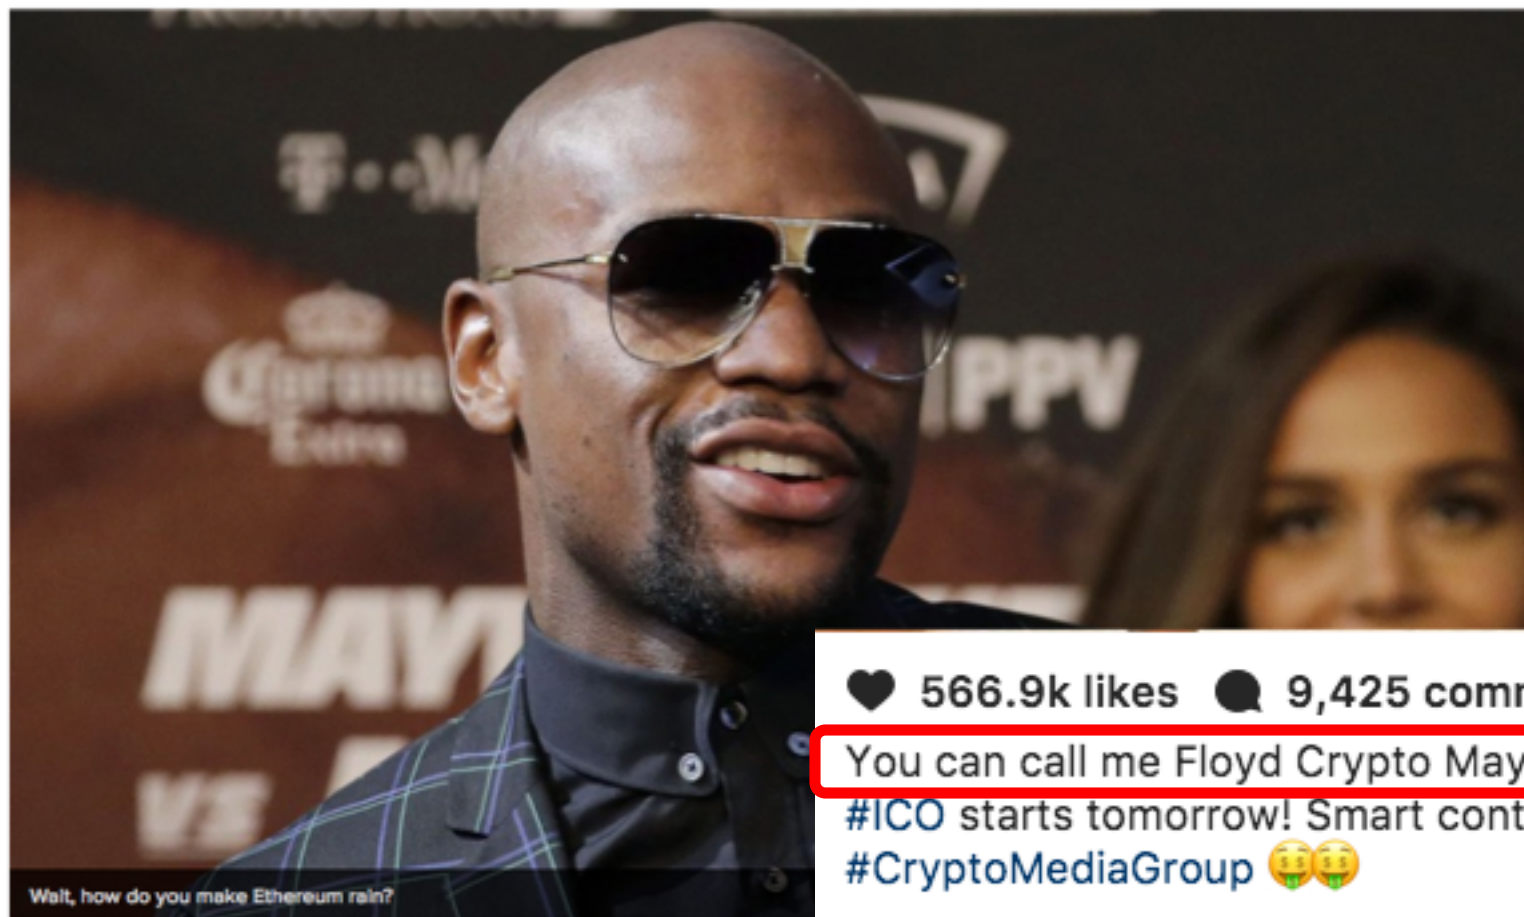 Corona
Extra
PPV
MAY
VS
566.9k likes 9,425 comm
You can call me Floyd Crypto May
#ICO starts tomorrow! Smart cont
#CryptoMediaGroup
Wait, how do you make Ethereum rain?